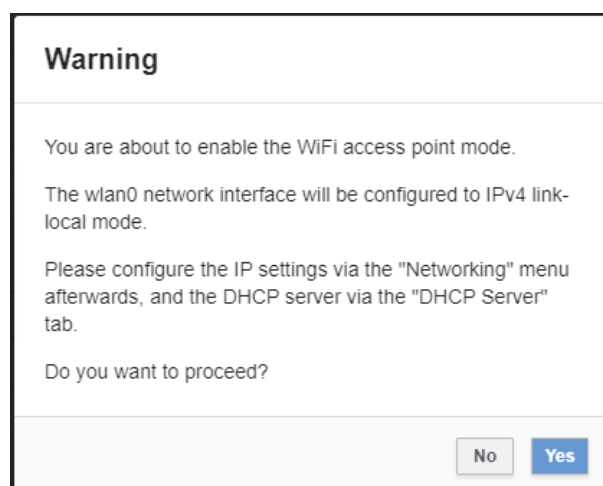 Warning
You are about to enable the WiFi access point mode.
The wlan0 network interface will be configured to IPv4 link-
local mode.
Please configure the IP settings via the "Networking" menu
afterwards, and the DHCP server via the "DHCP Server"
tab.
Do you want to proceed?
No Yes